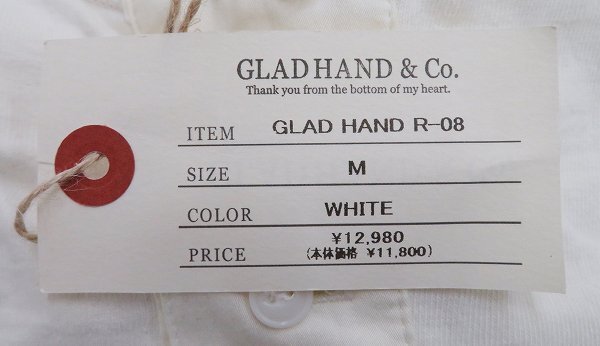 GLAD HAND & Co.
Thank you from the bottom of my heart.
ITEM GLAD HAND R-08
SIZE M
COLOR WHITE
PRICE ¥12,980
(本体価格 ¥11,800)